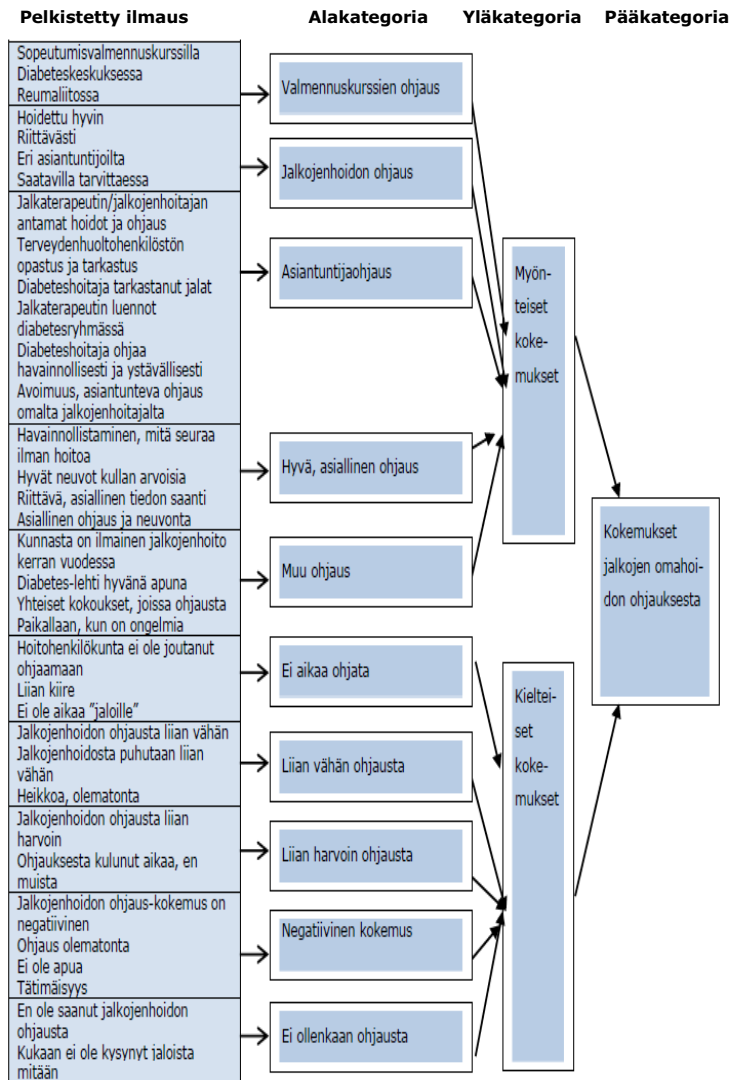 Pelkistetty ilmaus Alakategoria Yläkategoria Pääkategoria
Sopeutumisvalmennuskurssilla
Diabeteskeskuksessa
Reumaliitossa
Valmennuskurssien ohjaus
Hoidettu hyvin
Riittävästi
Eri asiantuntijoilta
Saatavilla tarvittaessa
Jalkojenhoidon ohjaus
Jalkaterapeutin/jalkojenhoitajan
antamat hoidot ja ohjaus
Terveydenhuoltohenkilöstön
opastus ja tarkastus
Diabeteshoitaja tarkastanut jalat
Jalkaterapeutin luennot
diabetesryhmässä
Diabeteshoitaja ohjaa
havainnollisesti ja ystävällisesti
Avoimuus, asiantunteva ohjaus
omalta jalkojenhoitajalta
Asiantuntijaohjaus
Havainnollistaminen, mitä seuraa
ilman hoitoa
Hyvät neuvot kullan arvoisia
Riittävä, asiallinen tiedon saanti
Asiallinen ohjaus ja neuvonta
Hyvä, asiallinen ohjaus
Kunnasta on ilmainen jalkojenhoito
kerran vuodessa
Diabetes-lehti hyvänä apuna
Yhteiset kokoukset, joissa ohjausta
Paikallaan, kun on ongelmia
Muu ohjaus
Myön-
teiset
koke-
mukset
Hoitohenkilökunta ei ole joutanut
ohjaamaan
Liian kiire
Ei ole aikaa ”jaloille”
Ei aikaa ohjata
Jalkojenhoidon ohjausta liian vähän
Jalkojenhoidosta puhutaan liian
vähän
Heikkoa, olematonta
Liian vähän ohjausta
Jalkojenhoidon ohjausta liian
harvoin
Ohjauksesta kulunut aikaa, en
muista
Liian harvoin ohjausta
Jalkojenhoidon ohjaus-kokemus on
negatiivinen
Ohjaus olematonta
Ei ole apua
Tätimäisyys
Negatiivinen kokemus
En ole saanut jalkojenhoidon
ohjausta
Kukaan ei ole kysynyt jaloista
mitään
Ei ollenkaan ohjausta
Kieltei-
set
koke-
mukset
Kokemukset
jalkojen omahoi-
don ohjauksesta